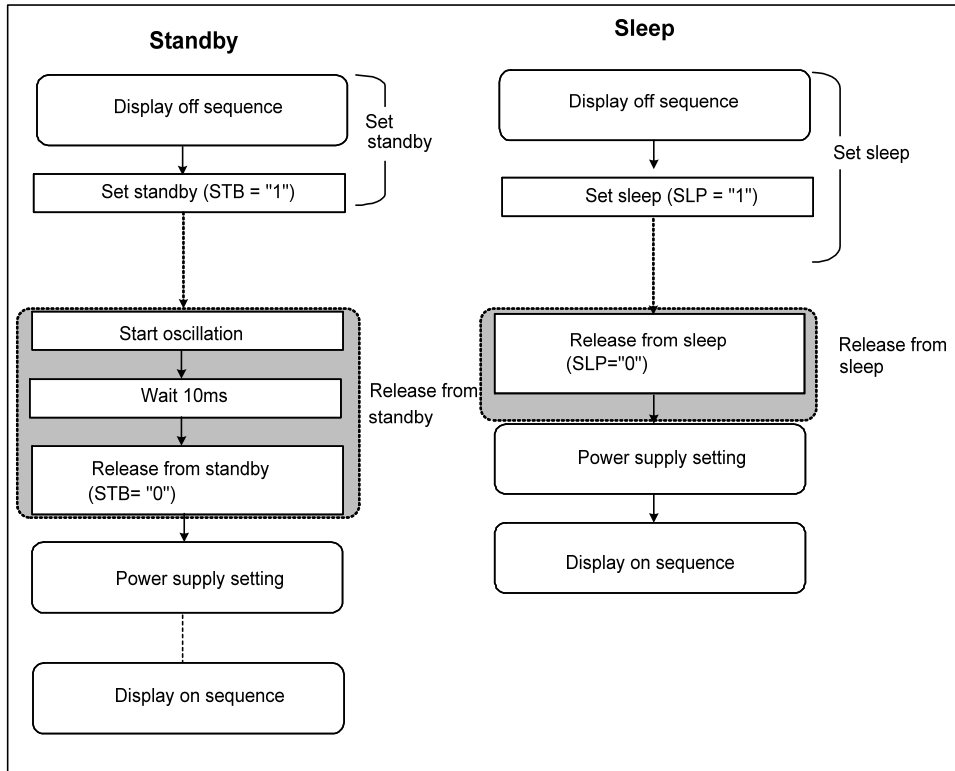 Standby
Display off sequence
Set
standby
Set standby (STB = "1")
Start oscillation
Wait 10ms
Release from
standby
Release from standby
(STB= "0")
Power supply setting
Display on sequence
Sleep
Display off sequence
Set sleep
Set sleep (SLP = "1")
Release from sleep
(SLP="0")
Release from
sleep
Power supply setting
Display on sequence